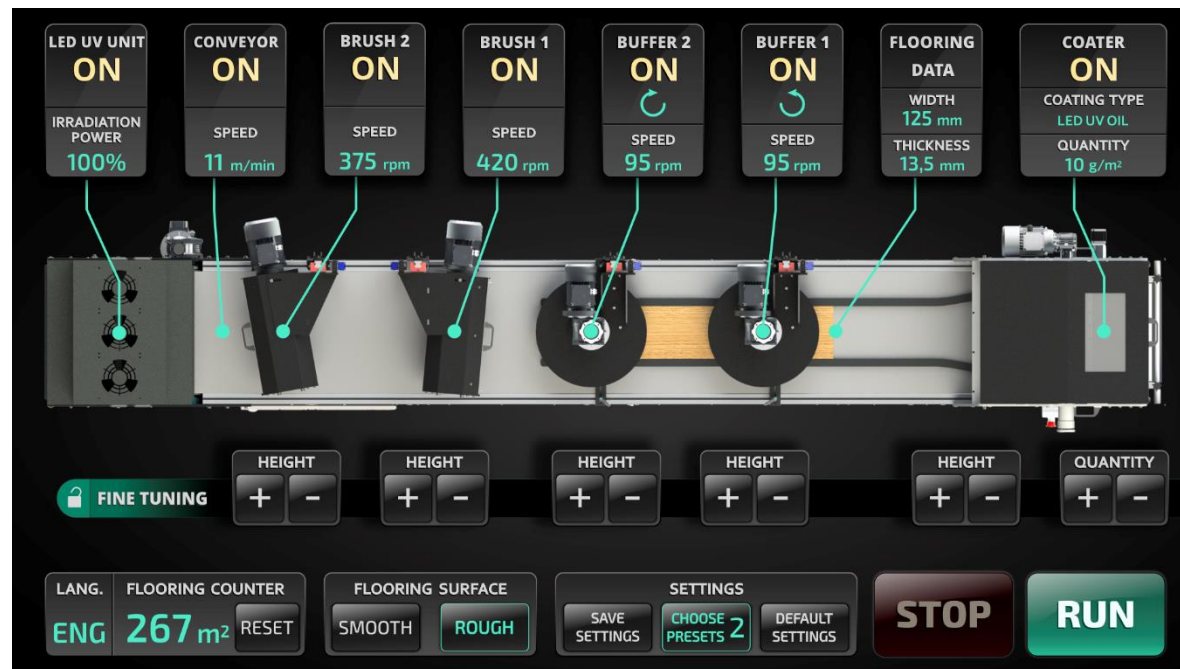 LED UV UNIT
ON
IRRADIATION
POWER
100%
CONVEYOR
ON
SPEED
11 m/min
BRUSH 2
ON
SPEED
375 rpm
BRUSH 1
ON
SPEED
420 rpm
BUFFER 2
ON
SPEED
95 rpm
BUFFER 1
ON
SPEED
95 rpm
FLOORING
DATA
WIDTH
125 mm
THICKNESS
13,5 mm
COATER
ON
COATING TYPE
LED UV OIL
QUANTITY
10 g/m²
FINE TUNING
HEIGHT
+ -
HEIGHT
+ -
HEIGHT
+ -
HEIGHT
+ -
HEIGHT
+ -
QUANTITY
+ -
LANG.
ENG
FLOORING COUNTER
267 m² RESET
FLOORING SURFACE
SMOOTH ROUGH
SETTINGS
SAVE
SETTINGS
CHOOSE
PRESETS 2
DEFAULT
SETTINGS
STOP
RUN